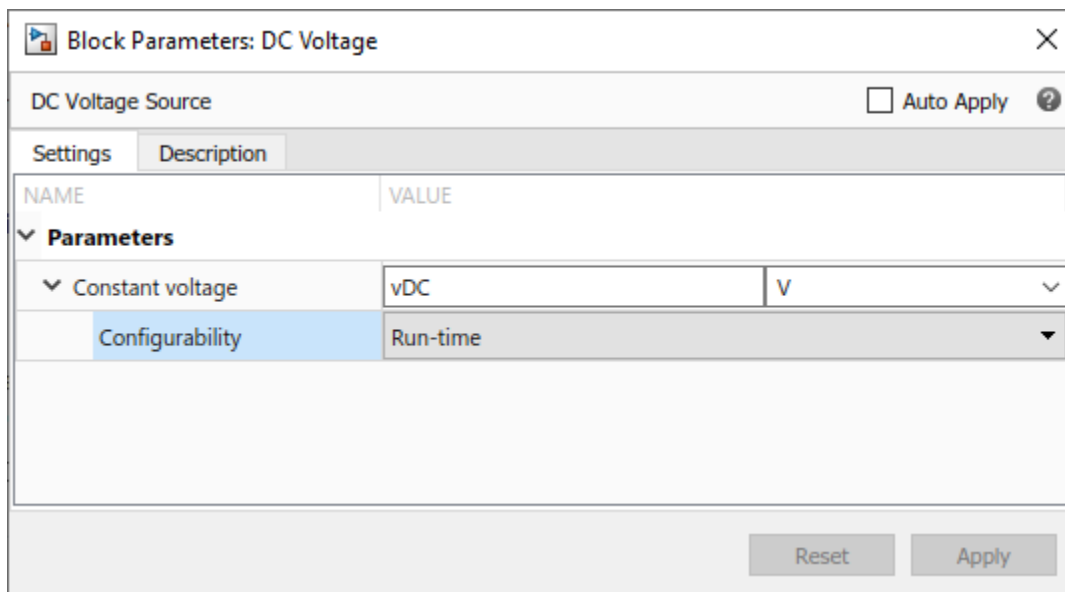 Block Parameters: DC Voltage
DC Voltage Source Auto Apply ?
Settings Description
NAME VALUE
Parameters
Constant voltage vDC V
Configurability Run-time
Reset Apply